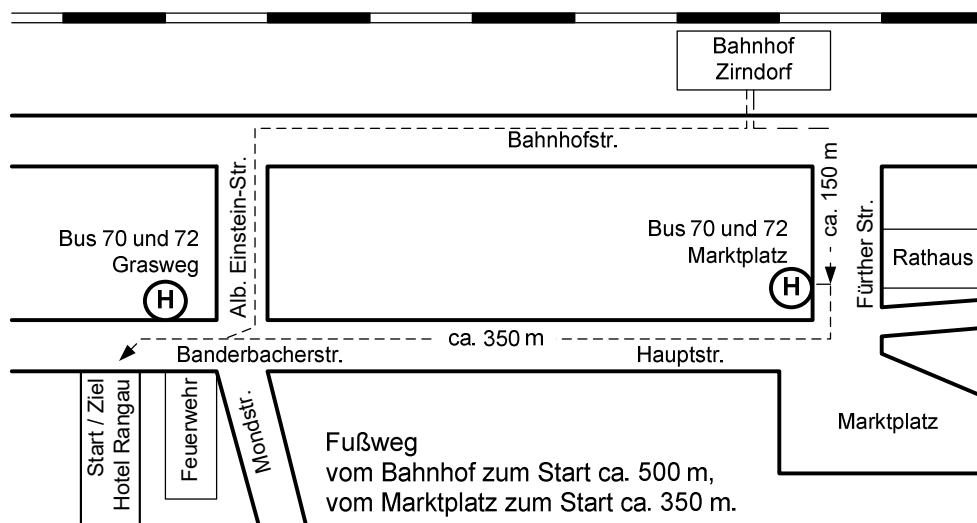 Bahnhof
Zirndorf
Bahnhofstr.
ca. 150 m
Alb. Einstein-Str.
Fürther Str.
Bus 70 und 72
Grasweg
H
Bus 70 und 72
Marktplatz
H
Rathaus
ca. 350 m
Banderbacherstr.
Hauptstr.
Start / Ziel
Hotel Rangau
Feuerwehr
Mondstr.
Marktplatz
Fußweg
vom Bahnhof zum Start ca. 500 m,
vom Marktplatz zum Start ca. 350 m.